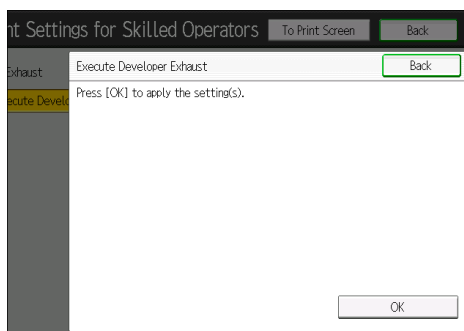 nt Settings for Skilled Operators To Print Screen Back
Exhaust
Execute Developer Exhaust Back
ecute Develo
Press [OK] to apply the setting(s).
OK